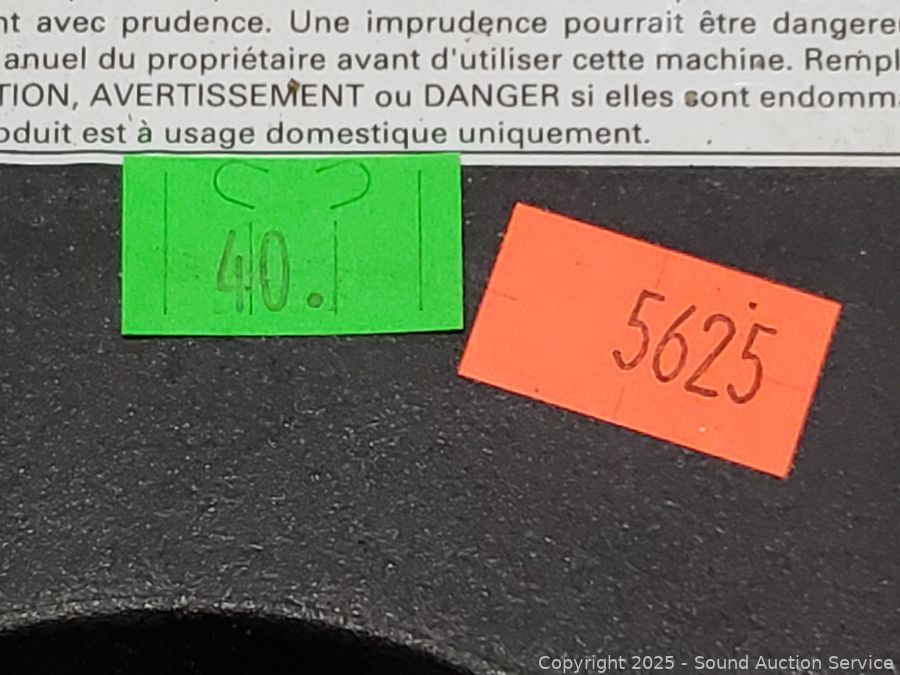 nt avec prudence. Une imprudence pourrait être dangereu
anuel du propriétaire avant d'utiliser cette machine. Rempl
TION, AVERTISSEMENT ou DANGER si elles sont endomma
oduit est à usage domestique uniquement.
40.
5625
Copyright 2025 - Sound Auction Service